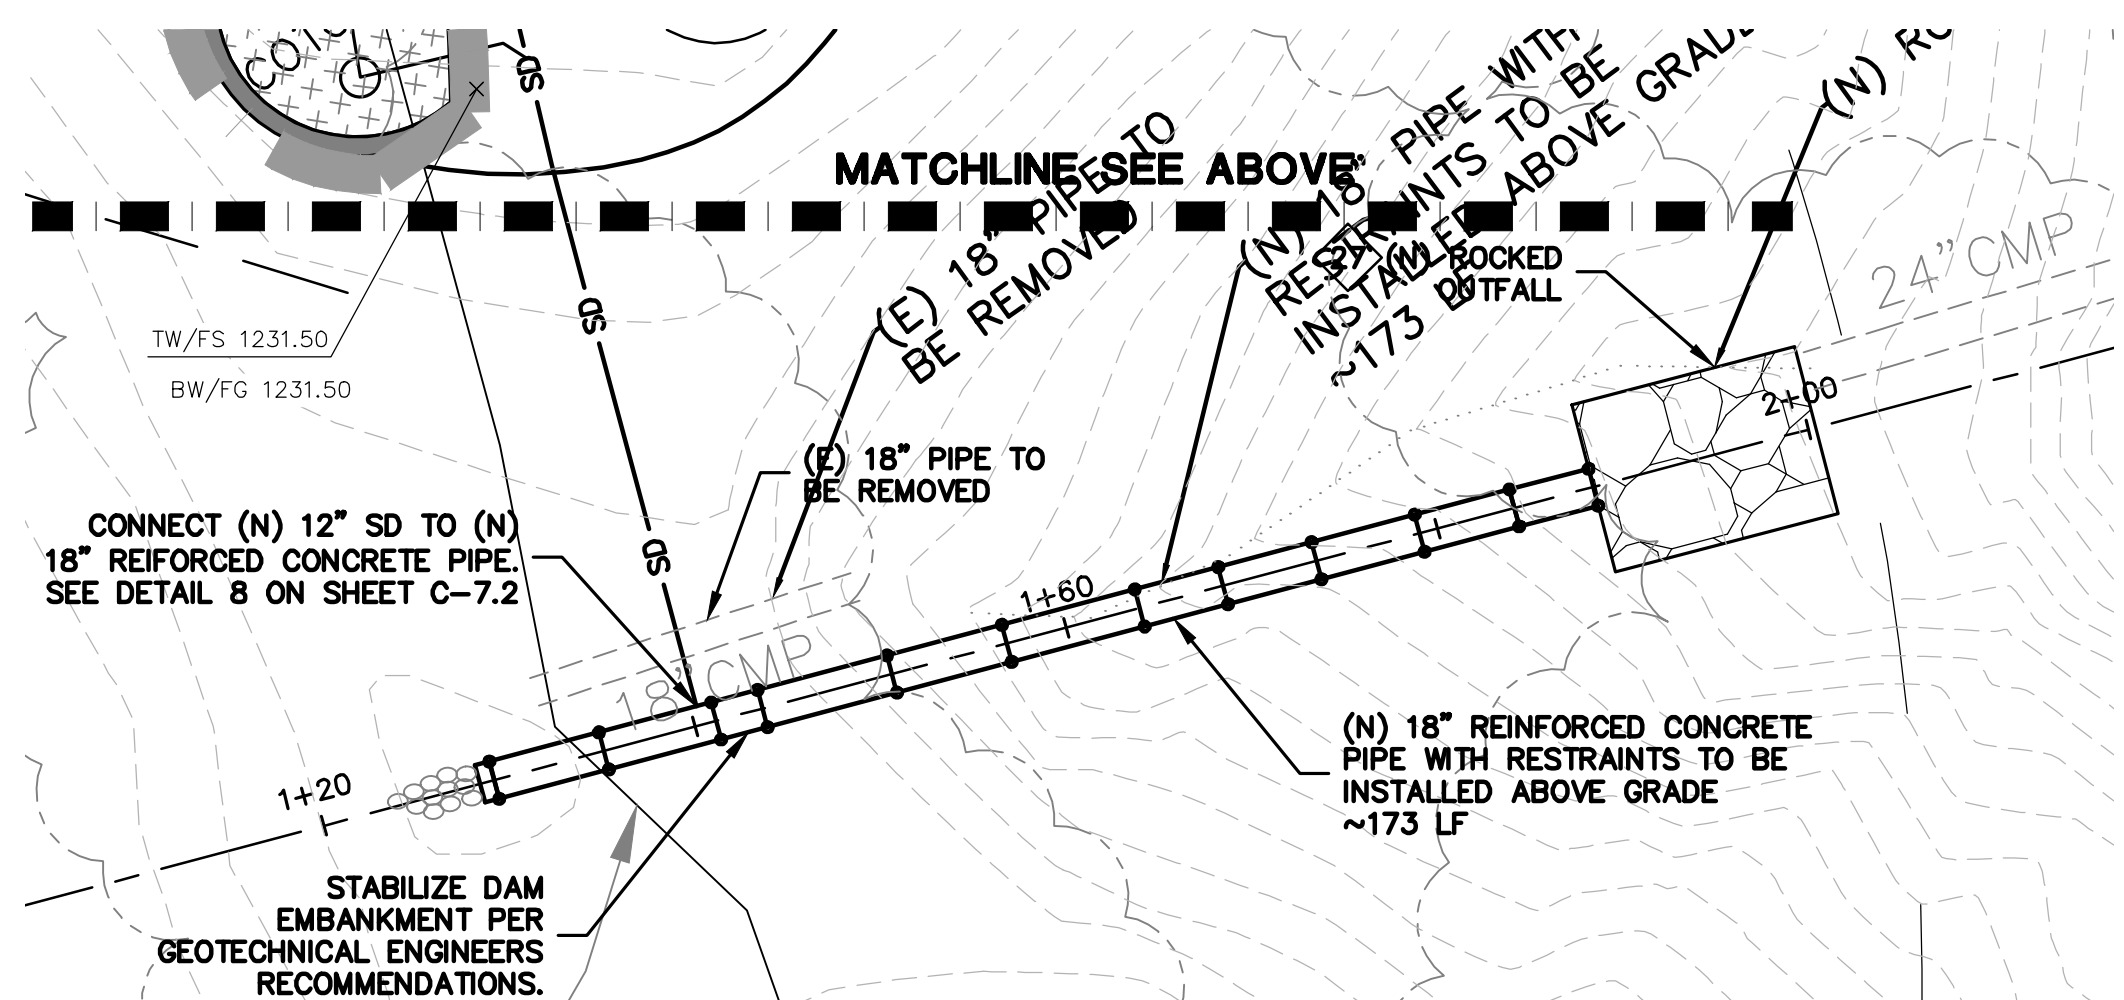 SD
MATCHLINE SEE ABOVE
(E) 18" PIPE TO
BE REMOVED
(N) 18" PIPE WITH
RESTRAINTS TO BE
INSTALLED ABOVE GRADE
~173 LF
(N)
27 (N) ROCKED
OUTFALL
24" CMP
SD
TW/FS 1231.50
BW/FG 1231.50
2+00
(E) 18" PIPE TO
BE REMOVED
CONNECT (N) 12" SD TO (N)
18" REIFORCED CONCRETE PIPE.
SEE DETAIL 8 ON SHEET C-7.2
SD
1+60
18" CMP
1+20
(N) 18" REINFORCED CONCRETE
PIPE WITH RESTRAINTS TO BE
INSTALLED ABOVE GRADE
~173 LF
STABILIZE DAM
EMBANKMENT PER
GEOTECHNICAL ENGINEERS
RECOMMENDATIONS.